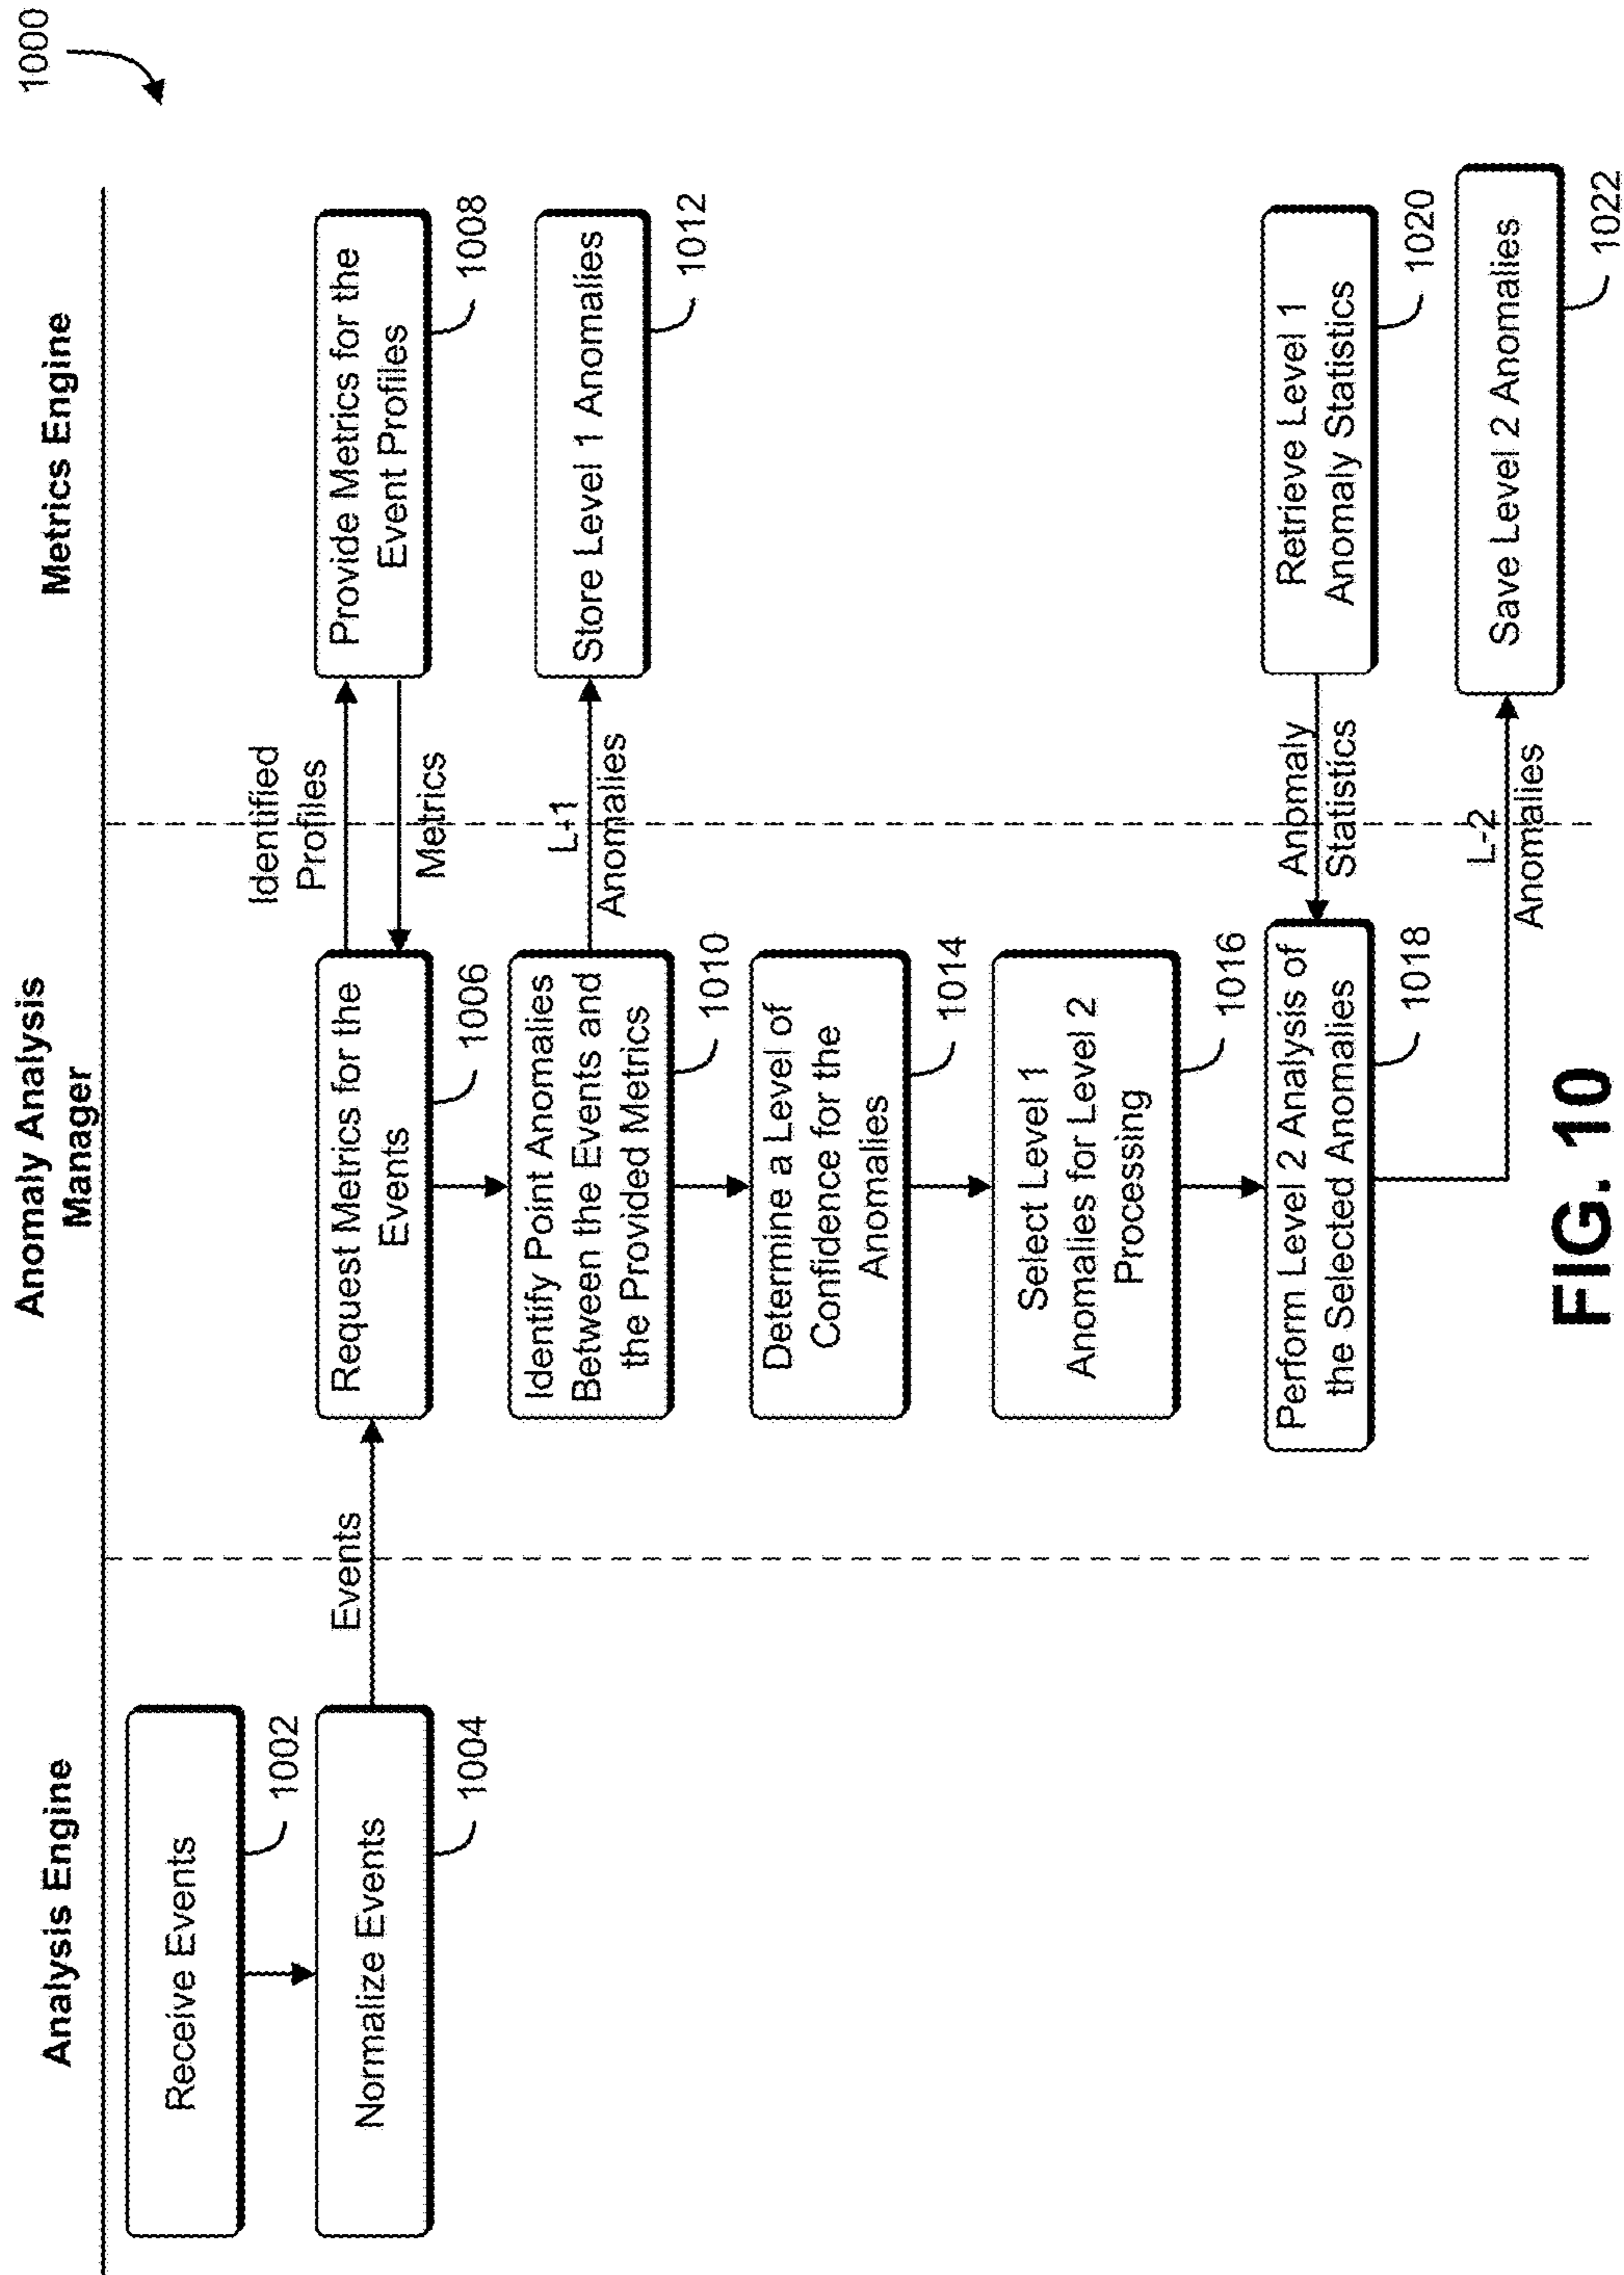 1000
Analysis Engine
Anomaly Analysis
Manager
Metrics Engine
Receive Events
1002
Normalize Events
1004
Events
Request Metrics for the
Events
1006
Identified
Profiles
Metrics
Provide Metrics for the
Event Profiles
1008
Identify Point Anomalies
Between the Events and
the Provided Metrics
1010
L-1
Anomalies
Store Level 1 Anomalies
1012
Determine a Level of
Confidence for the
Anomalies
1014
Select Level 1
Anomalies for Level 2
Processing
1016
Perform Level 2 Analysis of
the Selected Anomalies
1018
Anomaly
Statistics
Retrieve Level 1
Anomaly Statistics
1020
L-2
Anomalies
Save Level 2 Anomalies
1022
FIG. 10